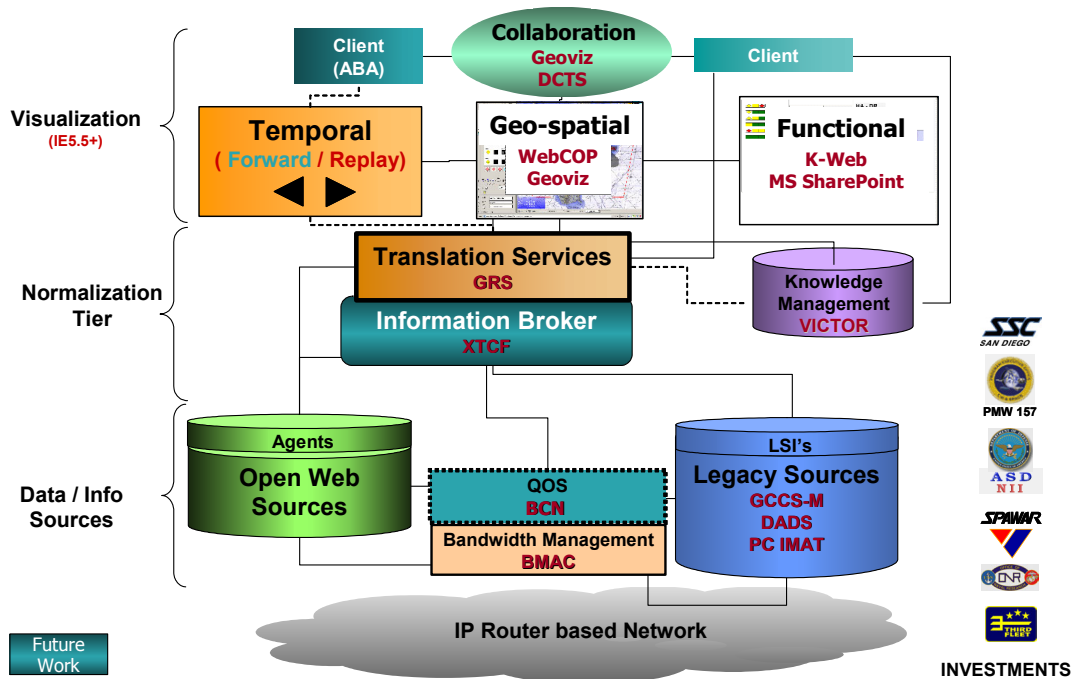 Collaboration
Geoviz
DCTS
Client
(ABA)
Client
Visualization
(IE5.5+)
Temporal
( Forward / Replay)
Geo-spatial
WebCOP
Geoviz
Functional
K-Web
MS SharePoint
Normalization
Tier
Translation Services
GRS
Information Broker
XTCF
Knowledge
Management
VICTOR
Data / Info
Sources
Agents
Open Web
Sources
QOS
BCN
Bandwidth Management
BMAC
LSI's
Legacy Sources
GCCS-M
DADS
PC IMAT
IP Router based Network
Future
Work
SSC
SAN DIEGO
PMW 157
ASD
NII
SPAWAR
ONR
THIRD
FLEET
INVESTMENTS